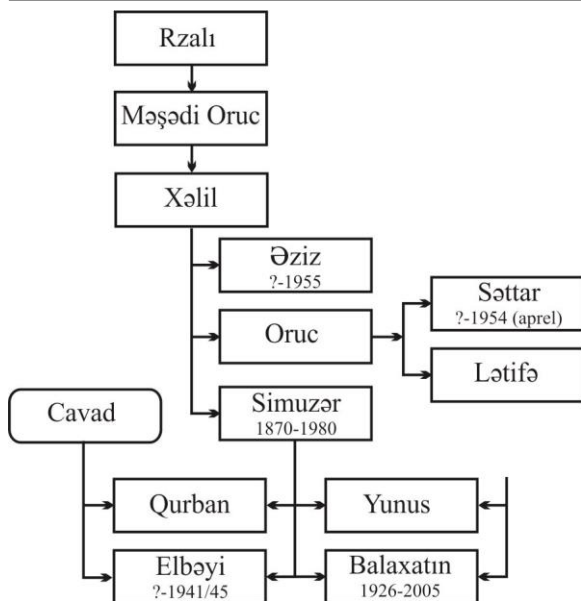 Rzalı
Məşədi Oruc
Xəlil
Əziz
?-1955
Oruc
Səttar
?-1954 (aprel)
Lətifə
Cavad
Simuzər
1870-1980
Qurban
Yunus
Elbəyi
?-1941/45
Balaxatın
1926-2005